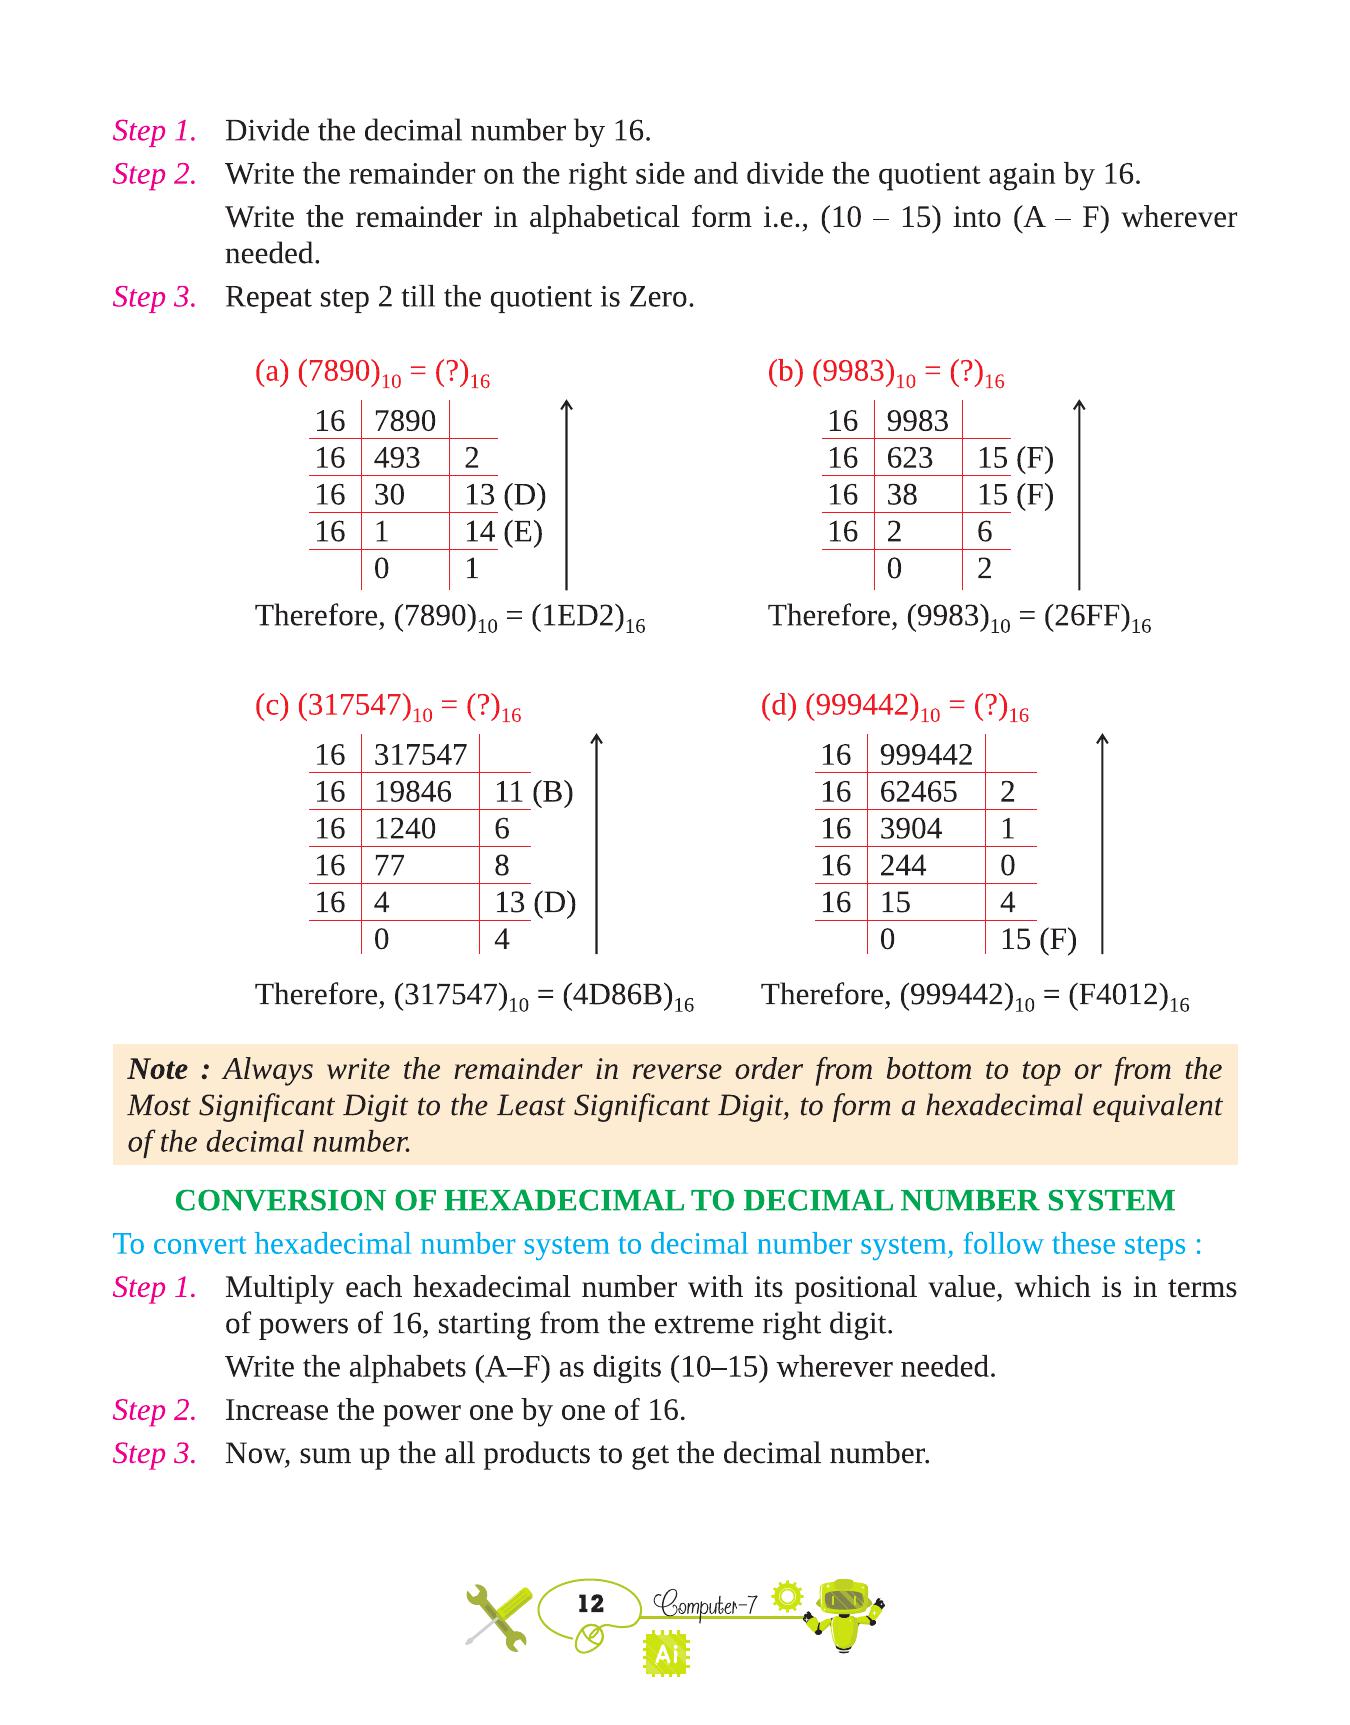 Step 1. Divide the decimal number by 16.
Step 2. Write the remainder on the right side and divide the quotient again by 16.
Write the remainder in alphabetical form i.e., (10 – 15) into (A – F) wherever
needed.
Step 3. Repeat step 2 till the quotient is Zero.
(a) (7890)10 = (?)16
16 7890
16 493 2
16 30 13 (D)
16 1 14 (E)
0 1
Therefore, (7890)10 = (1ED2)16
(b) (9983)10 = (?)16
16 9983
16 623 15 (F)
16 38 15 (F)
16 2 6
0 2
Therefore, (9983)10 = (26FF)16
(c) (317547)10 = (?)16
16 317547
16 19846 11 (B)
16 1240 6
16 77 8
16 4 13 (D)
0 4
Therefore, (317547)10 = (4D86B)16
(d) (999442)10 = (?)16
16 999442
16 62465 2
16 3904 1
16 244 0
16 15 4
0 15 (F)
Therefore, (999442)10 = (F4012)16
Note : Always write the remainder in reverse order from bottom to top or from the
Most Significant Digit to the Least Significant Digit, to form a hexadecimal equivalent
of the decimal number.
CONVERSION OF HEXADECIMAL TO DECIMAL NUMBER SYSTEM
To convert hexadecimal number system to decimal number system, follow these steps :
Step 1. Multiply each hexadecimal number with its positional value, which is in terms
of powers of 16, starting from the extreme right digit.
Write the alphabets (A–F) as digits (10–15) wherever needed.
Step 2. Increase the power one by one of 16.
Step 3. Now, sum up the all products to get the decimal number.
12 Computer-7
Ai